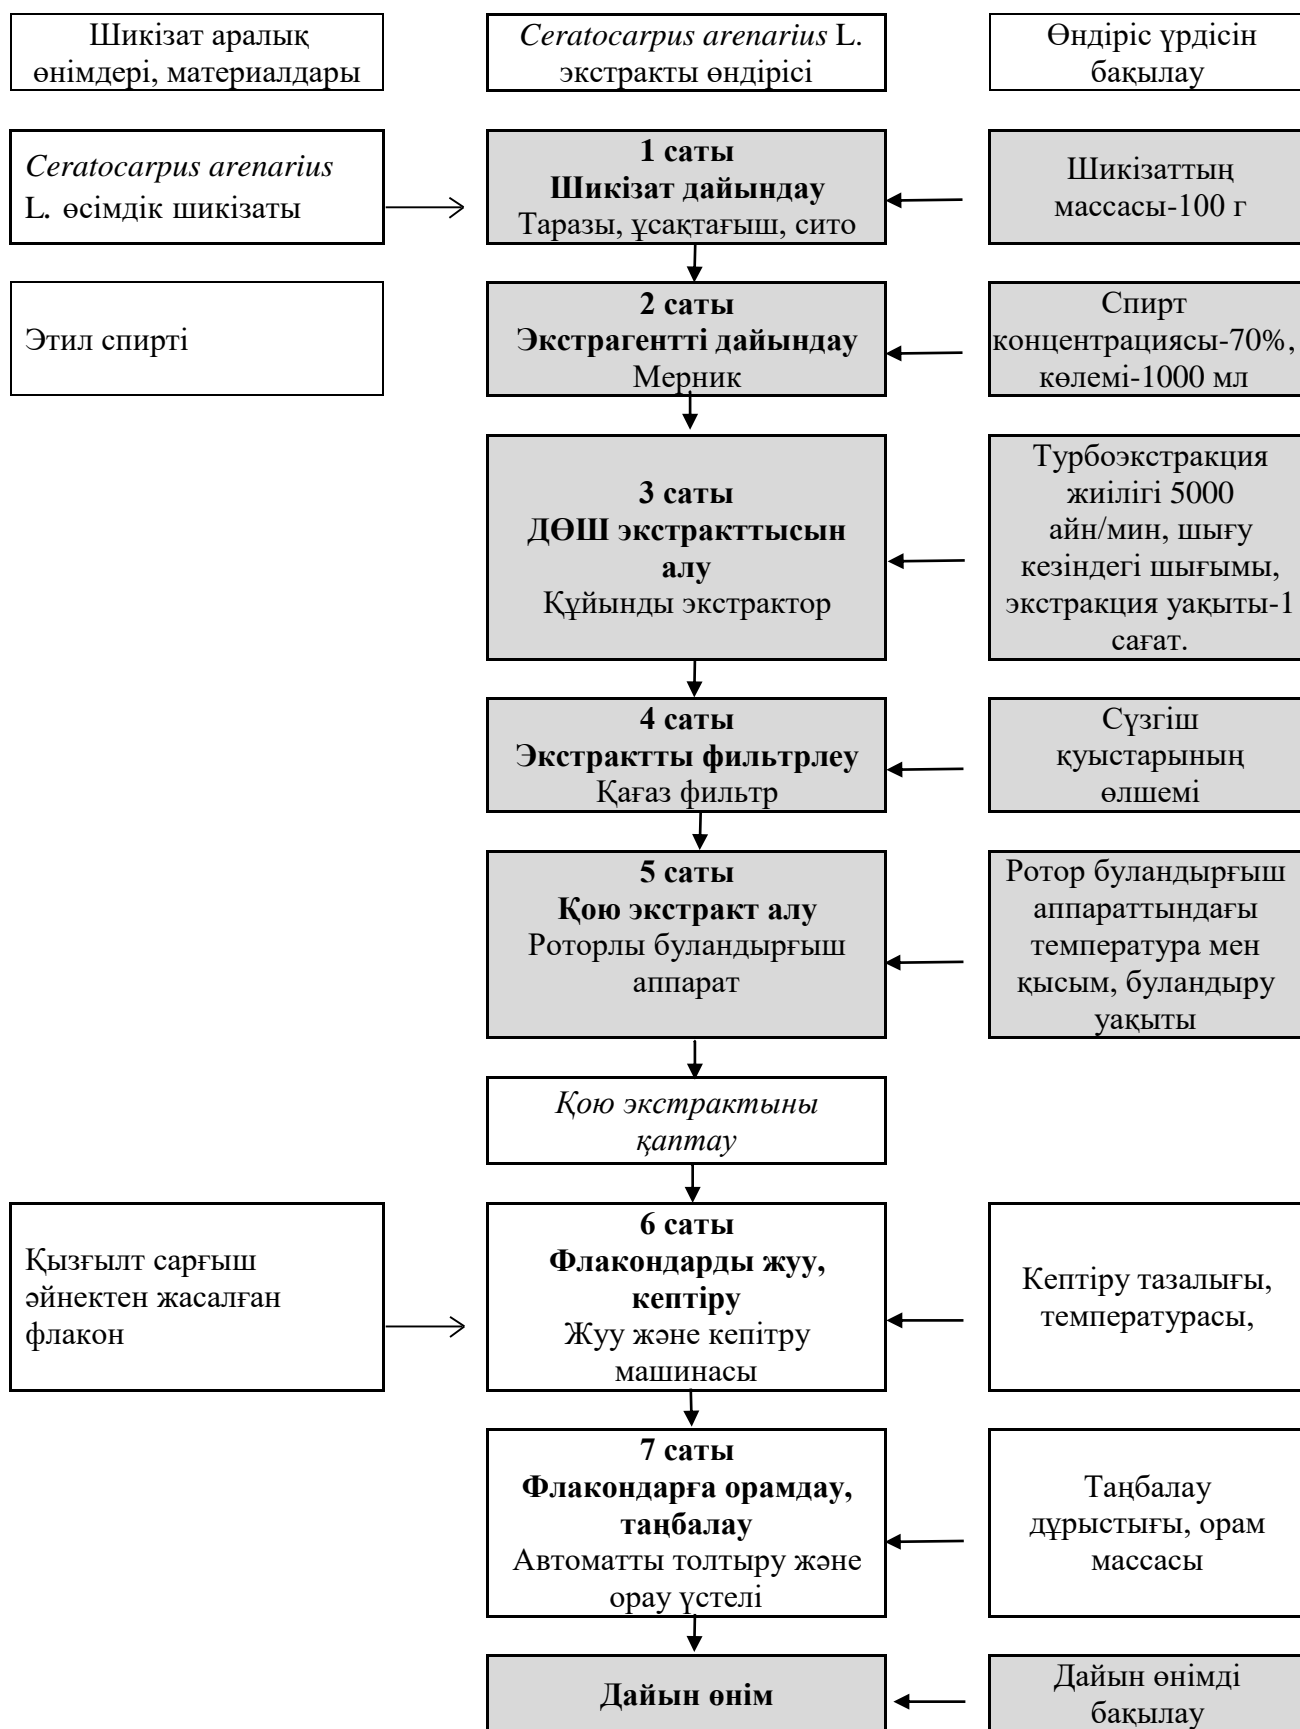 Шикізат аралық
өнімдері, материалдары
Ceratocarpus arenarius L.
экстракты өндірісі
Өндіріс үрдісін
бақылау
Ceratocarpus arenarius
L. өсімдік шикізаты
1 саты
Шикізат дайындау
Таразы, ұсақтағыш, сито
Шикізаттың
массасы-100 г
Этил спирті
2 саты
Экстрагентті дайындау
Мерник
Спирт
концентрациясы-70%,
көлемі-1000 мл
3 саты
ДӨШ экстракттысын
алу
Құйынды экстрактор
Турбоэкстракция
жиілігі 5000
айн/мин, шығу
кезіндегі шығымы,
экстракция уақыты-1
сағат.
4 саты
Экстрактты фильтрлеу
Қағаз фильтр
Сүзгіш
қуыстарының
өлшемі
5 саты
Қою экстракт алу
Роторлы буландырғыш
аппарат
Ротор буландырғыш
аппараттындағы
температура мен
қысым, буландыру
уақыты
Қою экстрактыны
қаптау
Қызғылт сарғыш
әйнектен жасалған
флакон
6 саты
Флакондарды жуу,
кептіру
Жуу және кепітру
машинасы
Кептіру тазалығы,
температурасы,
7 саты
Флакондарға орамдау,
таңбалау
Автоматты толтыру және
орау үстелі
Таңбалау
дұрыстығы, орам
массасы
Дайын өнім
Дайын өнімді
бақылау